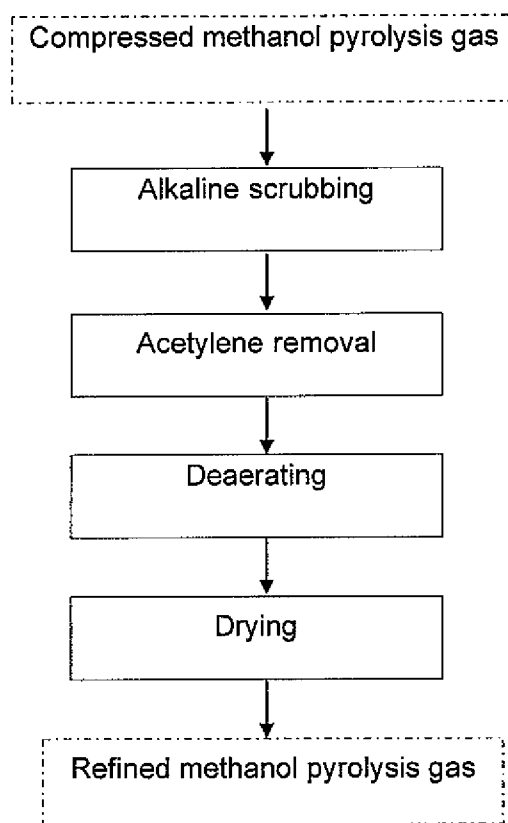 Compressed methanol pyrolysis gas
Alkaline scrubbing
Acetylene removal
Deaerating
Drying
Refined methanol pyrolysis gas